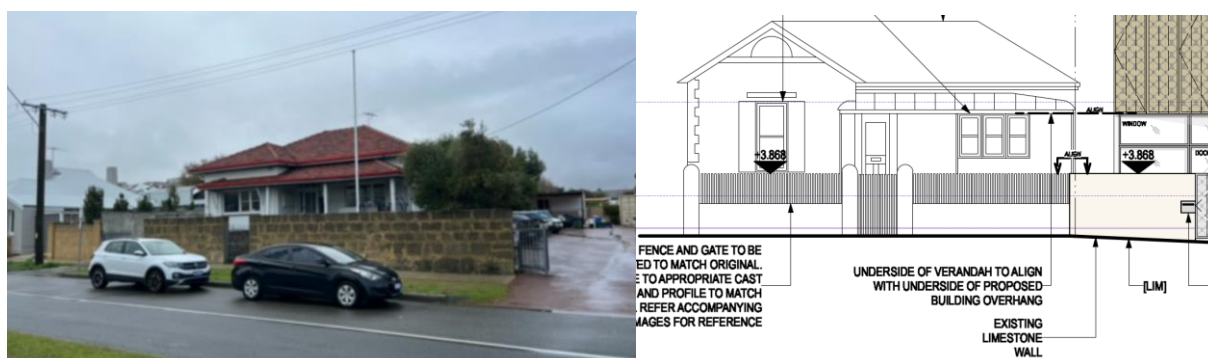 ALIGN
WINDOW
+3.868
ALIGN
+3.868
DOO
FENCE AND GATE TO BE
ED TO MATCH ORIGINAL.
E TO APPROPRIATE CAST
AND PROFILE TO MATCH
REFER ACCOMPANYING
MAGES FOR REFERENCE
UNDERSIDE OF VERANDAH TO ALIGN
WITH UNDERSIDE OF PROPOSED
BUILDING OVERHANG
[LIM]
EXISTING
LIMESTONE
WALL